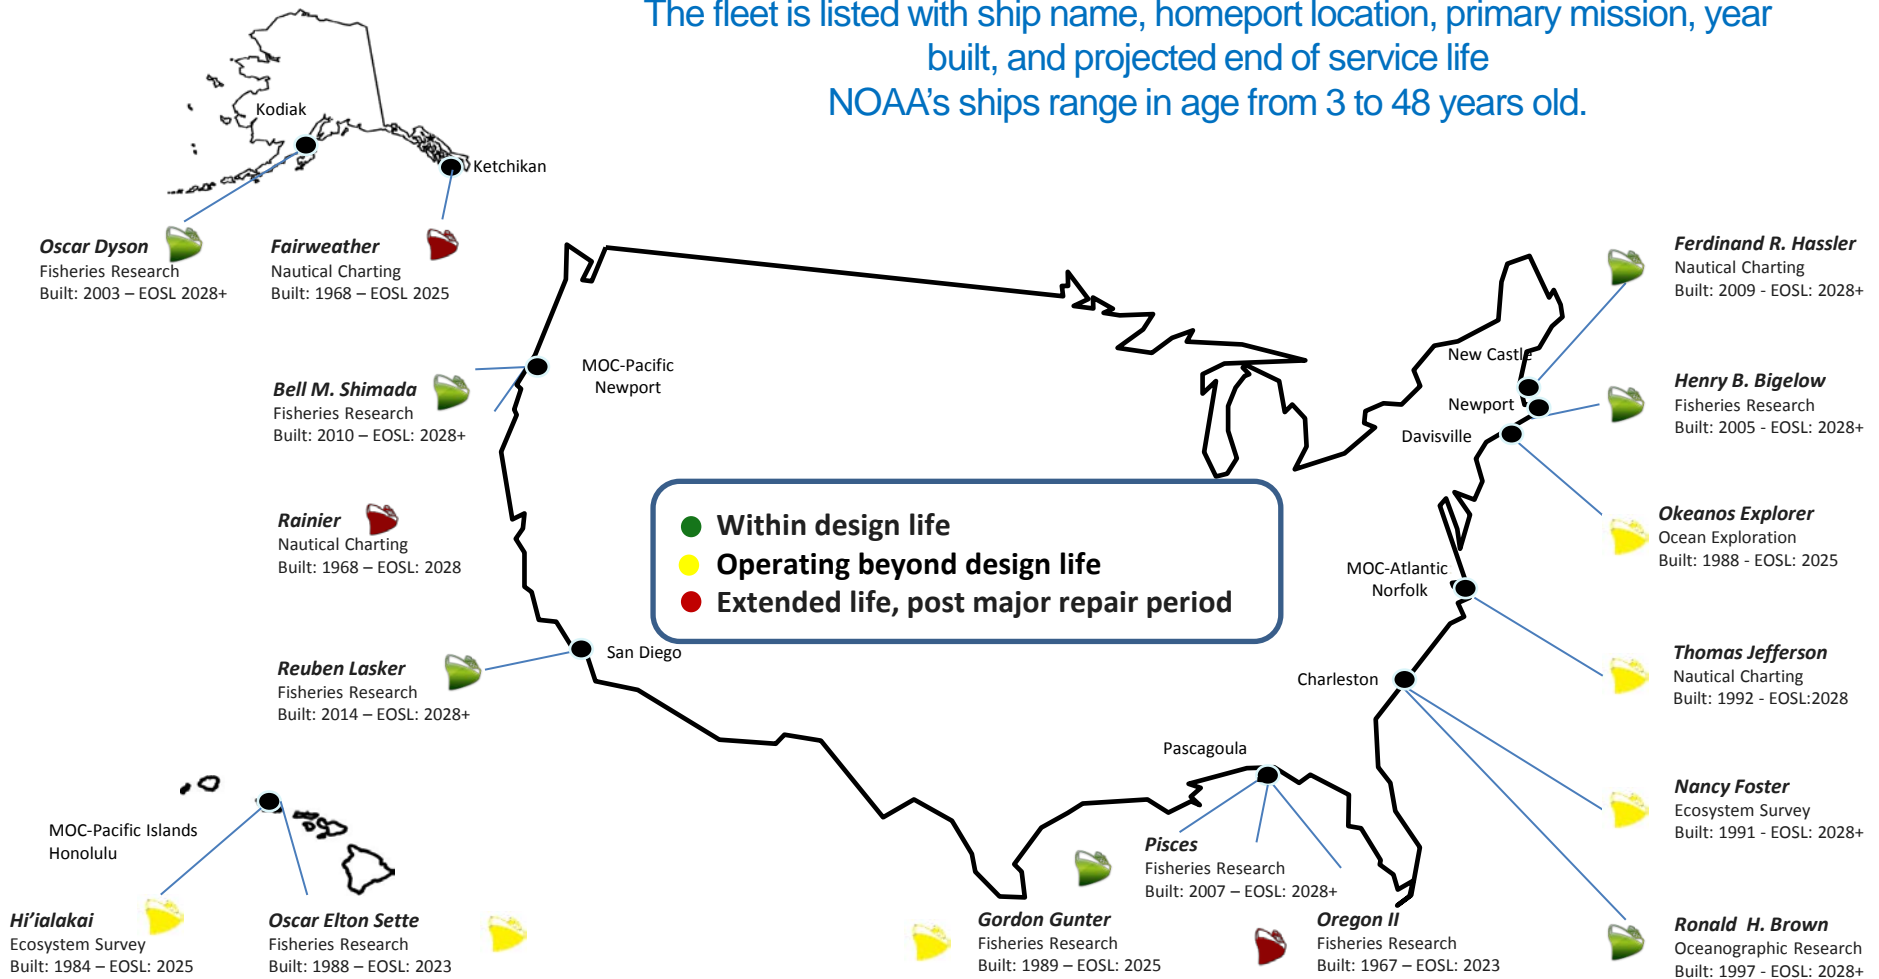 The fleet is listed with ship name, homeport location, primary mission, year
built, and projected end of service life
NOAA's ships range in age from 3 to 48 years old.
Kodiak
Ketchikan
Oscar Dyson
Fisheries Research
Built: 2003 – EOSL 2028+
Fairweather
Nautical Charting
Built: 1968 – EOSL 2025
Ferdinand R. Hassler
Nautical Charting
Built: 2009 - EOSL: 2028+
MOC-Pacific
Newport
Bell M. Shimada
Fisheries Research
Built: 2010 – EOSL: 2028+
New Castle
Newport
Davisville
Henry B. Bigelow
Fisheries Research
Built: 2005 - EOSL: 2028+
Rainier
Nautical Charting
Built: 1968 – EOSL: 2028
Within design life
Operating beyond design life
Extended life, post major repair period
Okeanos Explorer
Ocean Exploration
Built: 1988 - EOSL: 2025
MOC-Atlantic
Norfolk
San Diego
Reuben Lasker
Fisheries Research
Built: 2014 – EOSL: 2028+
Charleston
Thomas Jefferson
Nautical Charting
Built: 1992 - EOSL:2028
Pascagoula
Nancy Foster
Ecosystem Survey
Built: 1991 - EOSL: 2028+
MOC-Pacific Islands
Honolulu
Pisces
Fisheries Research
Built: 2007 – EOSL: 2028+
Hi'ialakai
Ecosystem Survey
Built: 1984 – EOSL: 2025
Oscar Elton Sette
Fisheries Research
Built: 1988 – EOSL: 2023
Gordon Gunter
Fisheries Research
Built: 1989 – EOSL: 2025
Oregon II
Fisheries Research
Built: 1967 – EOSL: 2023
Ronald H. Brown
Oceanographic Research
Built: 1997 - EOSL: 2028+